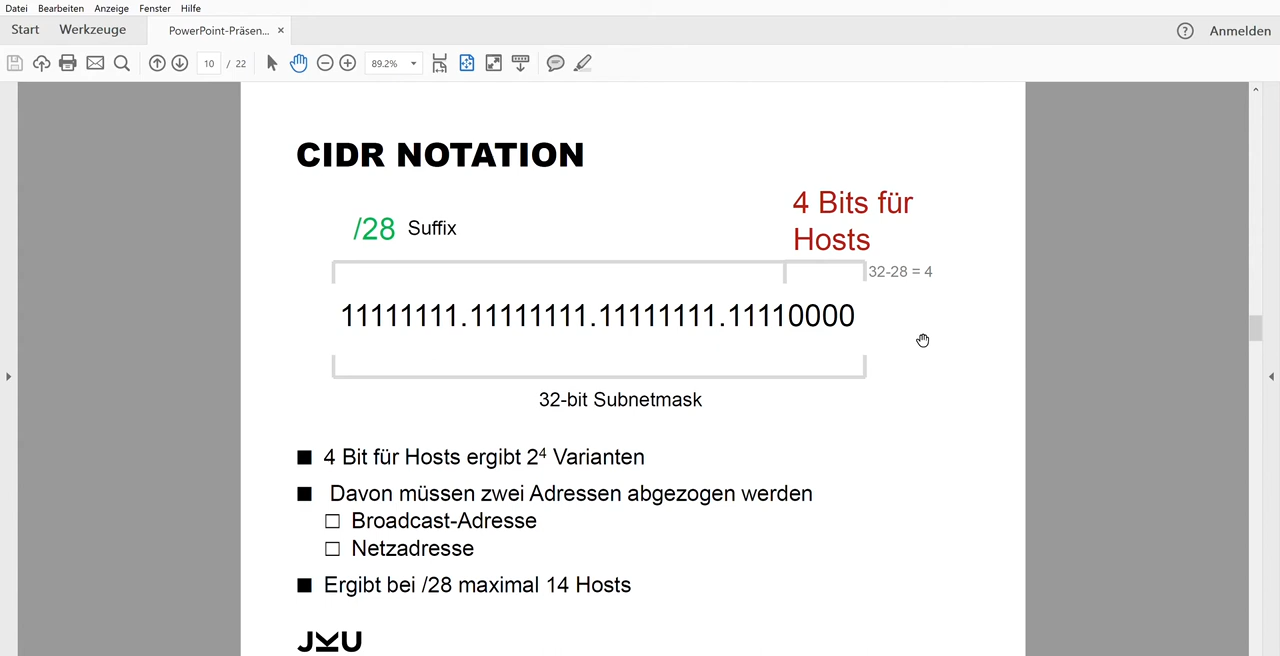 Datei Bearbeiten Anzeige Fenster Hilfe
Start Werkzeuge PowerPoint-Präsen... × ? Anmelden
10 / 22 89.2%
CIDR NOTATION
/28 Suffix
4 Bits für
Hosts
32-28 = 4
11111111.11111111.11111111.11110000
32-bit Subnetmask
■ 4 Bit für Hosts ergibt 2⁴ Varianten
■ Davon müssen zwei Adressen abgezogen werden
☐ Broadcast-Adresse
☐ Netzadresse
■ Ergibt bei /28 maximal 14 Hosts
JKU